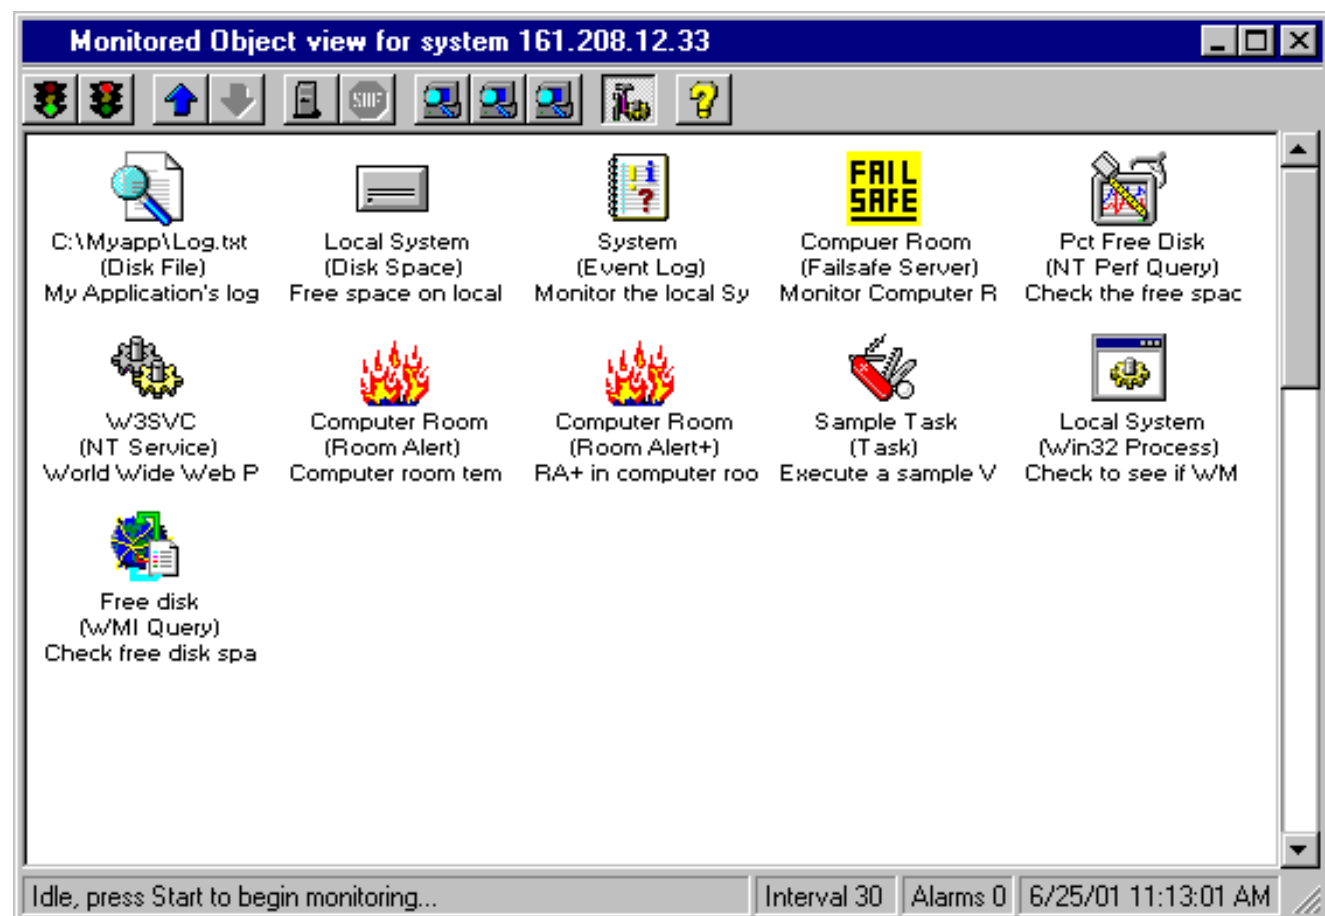 Monitored Object view for system 161.208.12.33
STOP
?
C:\Myapp\Log.txt
(Disk File)
My Application's log
Local System
(Disk Space)
Free space on local
System
(Event Log)
Monitor the local Sy
FAIL
SAFE
Compuer Room
(Failsafe Server)
Monitor Computer R
Pct Free Disk
(NT Perf Query)
Check the free spac
W3SVC
(NT Service)
World Wide Web P
Computer Room
(Room Alert)
Computer room tem
Computer Room
(Room Alert+)
RA+ in computer roo
Sample Task
(Task)
Execute a sample V
Local System
(Win32 Process)
Check to see if WM
Free disk
(WMI Query)
Check free disk spa
Idle, press Start to begin monitoring...
Interval 30
Alarms 0
6/25/01 11:13:01 AM